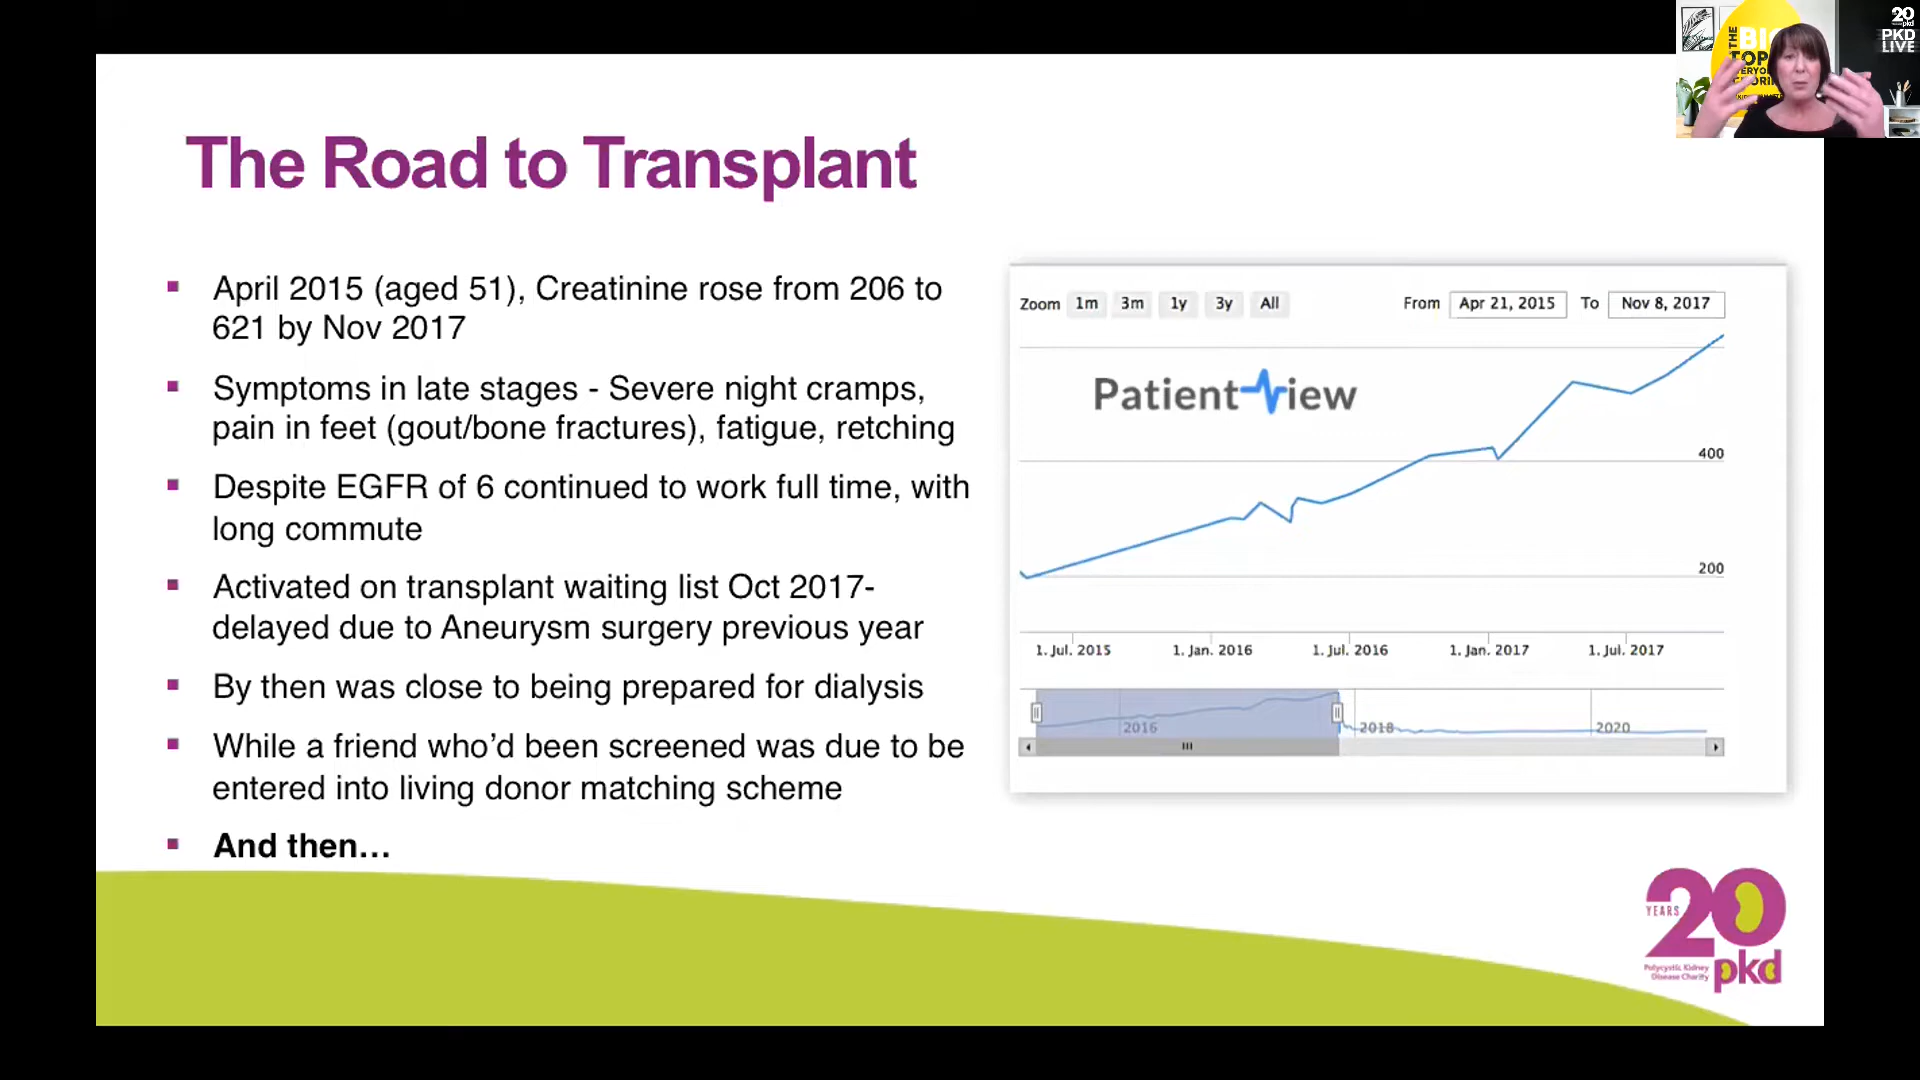 20
pkd
PKD
LIVE
THE
BIG
TOP
The Road to Transplant
April 2015 (aged 51), Creatinine rose from 206 to
621 by Nov 2017
Symptoms in late stages - Severe night cramps,
pain in feet (gout/bone fractures), fatigue, retching
Despite EGFR of 6 continued to work full time, with
long commute
Activated on transplant waiting list Oct 2017-
delayed due to Aneurysm surgery previous year
By then was close to being prepared for dialysis
While a friend who’d been screened was due to be
entered into living donor matching scheme
And then…
Zoom 1m 3m 1y 3y All From Apr 21, 2015 To Nov 8, 2017
Patient iew
400
200
1. Jul. 2015 1. Jan. 2016 1. Jul. 2016 1. Jan. 2017 1. Jul. 2017
2016 2018 2020
YEARS
20
Polycystic Kidney
Disease Charity
pkd